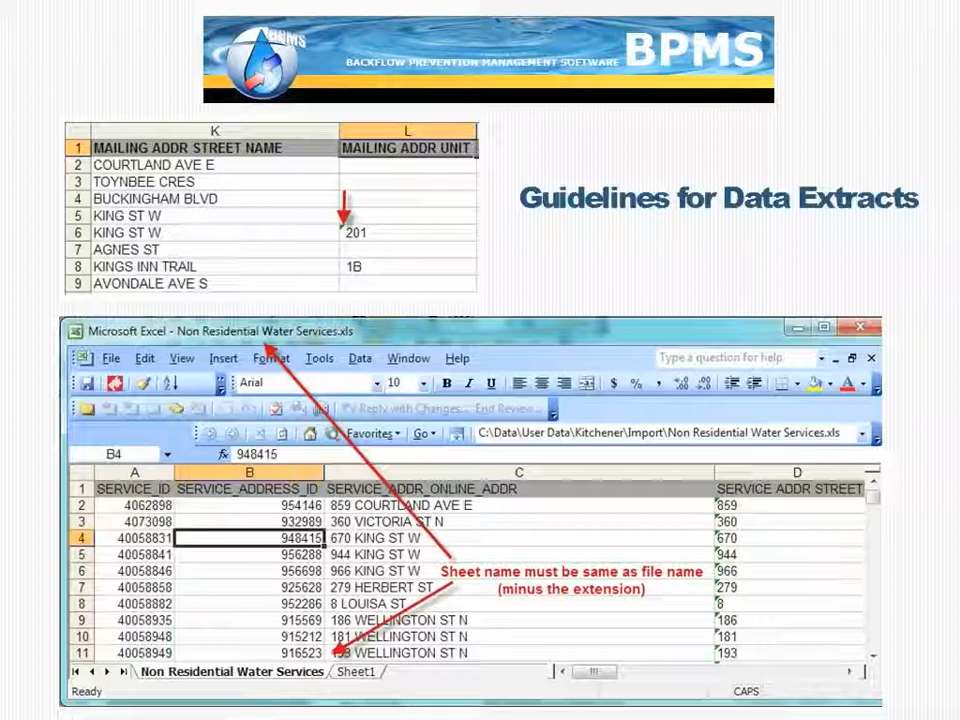 BPMS
BACKFLOW PREVENTION MANAGEMENT SOFTWARE BPMS
Guidelines for Data Extracts
K L
1 MAILING ADDR STREET NAME MAILING ADDR UNIT
2 COURTLAND AVE E
3 TOYNBEE CRES
4 BUCKINGHAM BLVD
5 KING ST W
6 KING ST W 201
7 AGNES ST
8 KINGS INN TRAIL 1B
9 AVONDALE AVE S
Microsoft Excel - Non Residential Water Services.xls
File Edit View Insert Format Tools Data Window Help Type a question for help
Arial 10 B I U $ % ,
Reply with Changes... End Review...
Favorites Go C:\Data\User Data\Kitchener\Import\Non Residential Water Services.xls
B4 fx 948415
A B C D
1 SERVICE_ID SERVICE_ADDRESS_ID SERVICE_ADDR_ONLINE_ADDR SERVICE ADDR STREET
2 4062898 954146 859 COURTLAND AVE E 859
3 4073098 932989 360 VICTORIA ST N 360
4 40058831 948415 670 KING ST W 670
5 40058841 956288 944 KING ST W 944
6 40058846 956698 966 KING ST W 966
7 40058858 925628 279 HERBERT ST 279
8 40058882 952286 8 LOUISA ST 8
9 40058935 915569 186 WELLINGTON ST N 186
10 40058948 915212 181 WELLINGTON ST N 181
11 40058949 916523 193 WELLINGTON ST N 193
Sheet name must be same as file name
(minus the extension)
Non Residential Water Services Sheet1
Ready CAPS